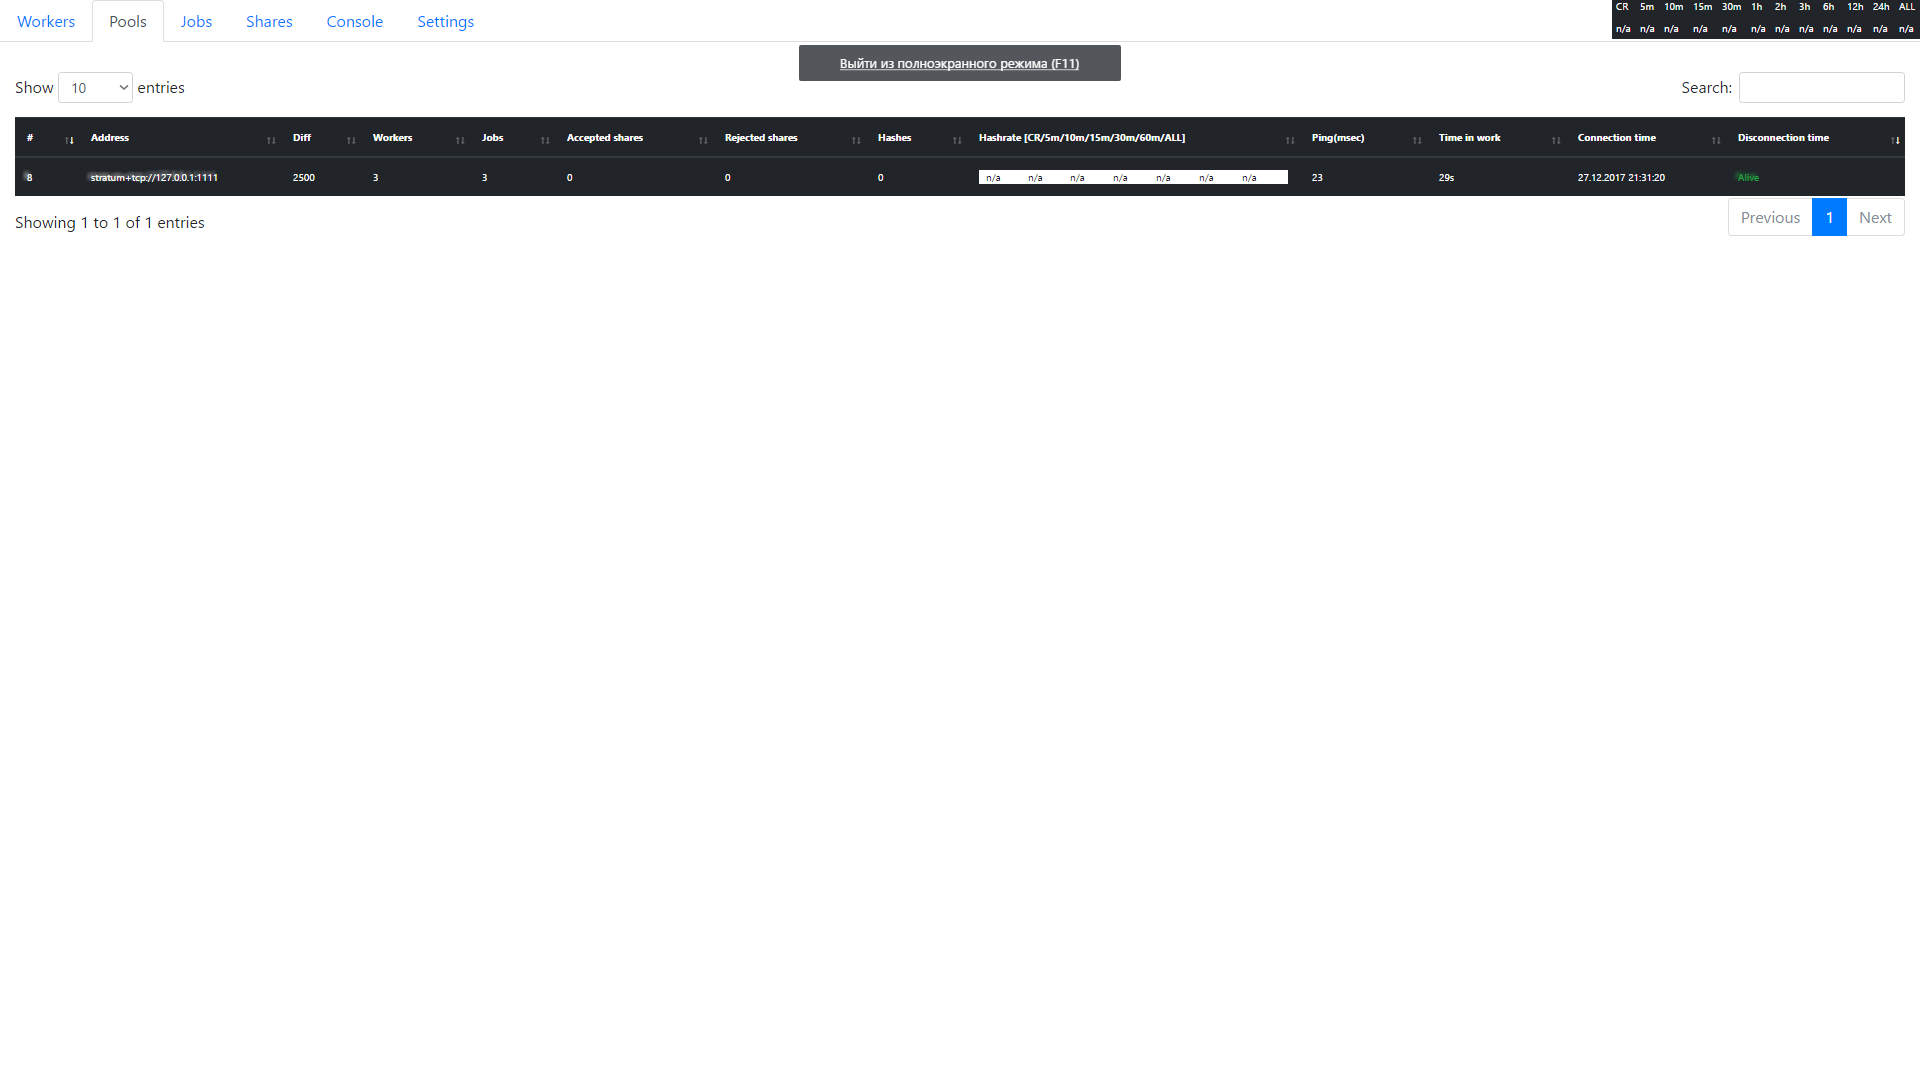 Workers Pools Jobs Shares Console Settings
CR 5m 10m 15m 30m 1h 2h 3h 6h 12h 24h ALL
n/a n/a n/a n/a n/a n/a n/a n/a n/a n/a n/a n/a
Выйти из полноэкранного режима (F11)
Show 10 entries Search:
# Address Diff Workers Jobs Accepted shares Rejected shares Hashes Hashrate [CR/5m/10m/15m/30m/60m/ALL] Ping(msec) Time in work Connection time Disconnection time
8 stratum+tcp://127.0.0.1:1111 2500 3 3 0 0 0 n/a n/a n/a n/a n/a n/a n/a 23 29s 27.12.2017 21:31:20 Alive
Showing 1 to 1 of 1 entries Previous 1 Next